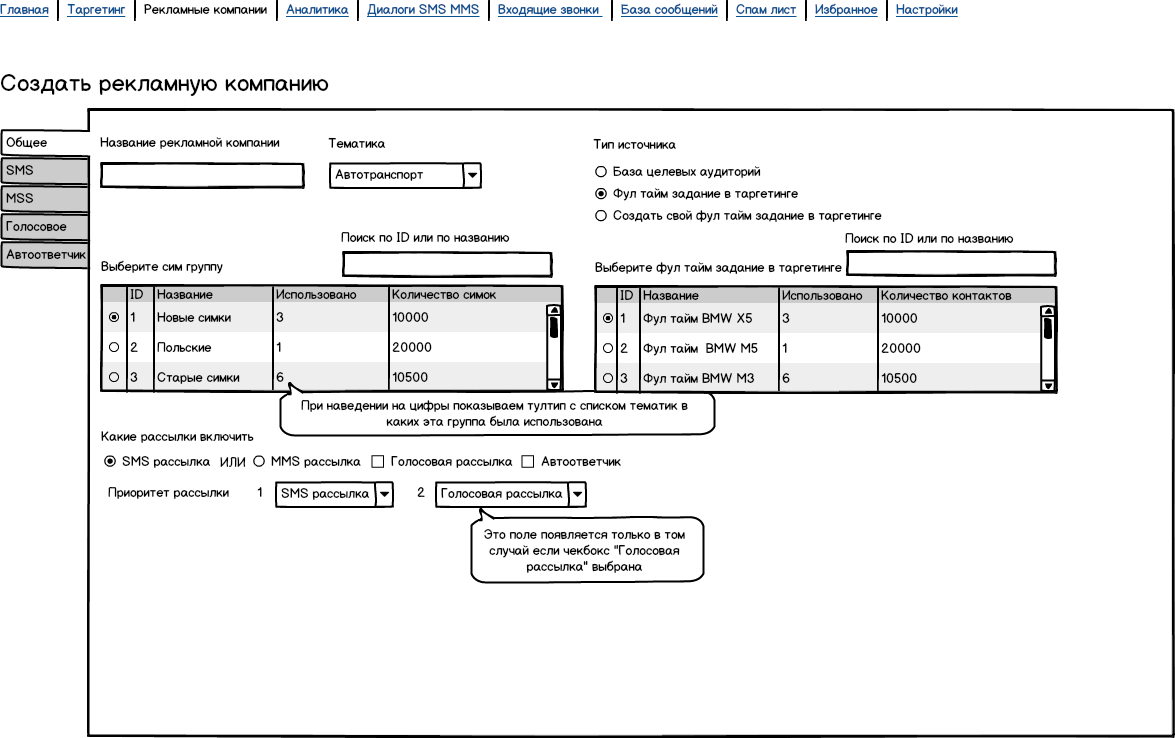 Главная Таргетинг Рекламные компании Аналитика Диалоги SMS MMS Входящие звонки База сообщений Спам лист Избранное Настройки
Создать рекламную компанию
Общее
SMS
MSS
Голосовое
Автоответчик
Название рекламной компании Тематика
Автотранспорт
Тип источника
База целевых аудиторий
Фул тайм задание в таргетинге
Создать свой фул тайм задание в таргетинге
Поиск по ID или по названию
Выберите сим группу
ID Название Использовано Количество симок
1 Новые симки 3 10000
2 Польские 1 20000
3 Старые симки 6 10500
При наведении на цифры показываем тултип с списком тематик в
каких эта группа была использована
Поиск по ID или по названию
Выберите фул тайм задание в таргетинге
ID Название Использовано Количество контактов
1 Фул тайм BMW X5 3 10000
2 Фул тайм BMW M5 1 20000
3 Фул тайм BMW M3 6 10500
Какие рассылки включить
SMS рассылка ИЛИ MMS рассылка Голосовая рассылка Автоответчик
Приоритет рассылки 1 SMS рассылка 2 Голосовая рассылка
Это поле появляется только в том
случай если чекбокс "Голосовая
рассылка" выбрана